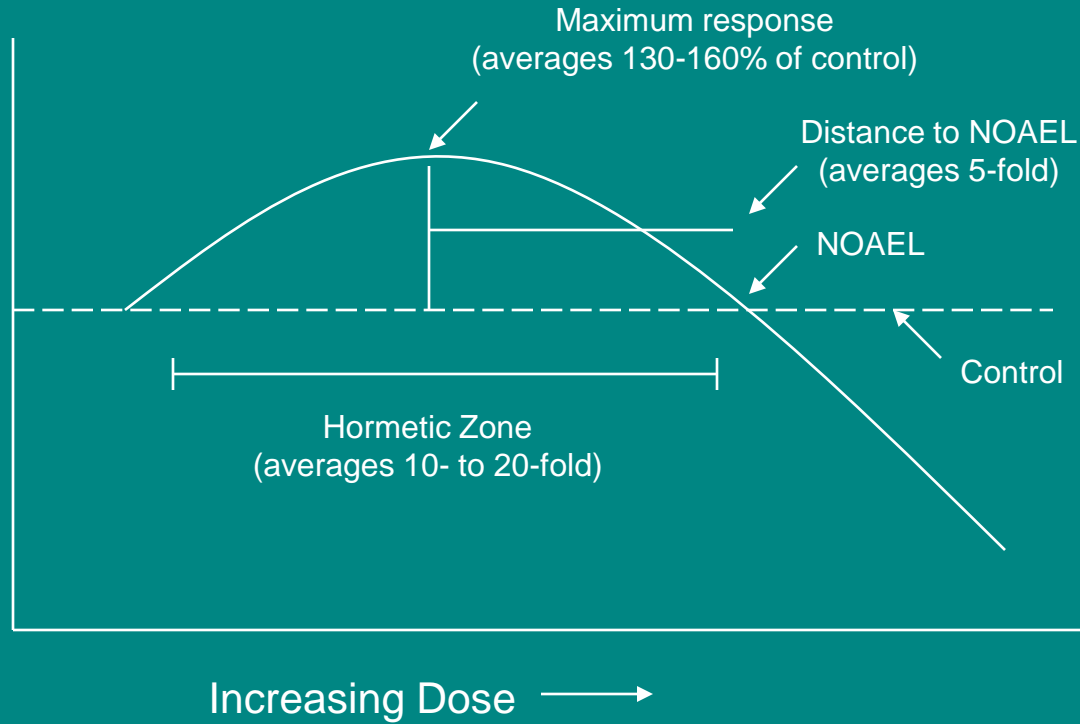 Maximum response
(averages 130-160% of control)
Distance to NOAEL
(averages 5-fold)
NOAEL
Control
Hormetic Zone
(averages 10- to 20-fold)
Increasing Dose